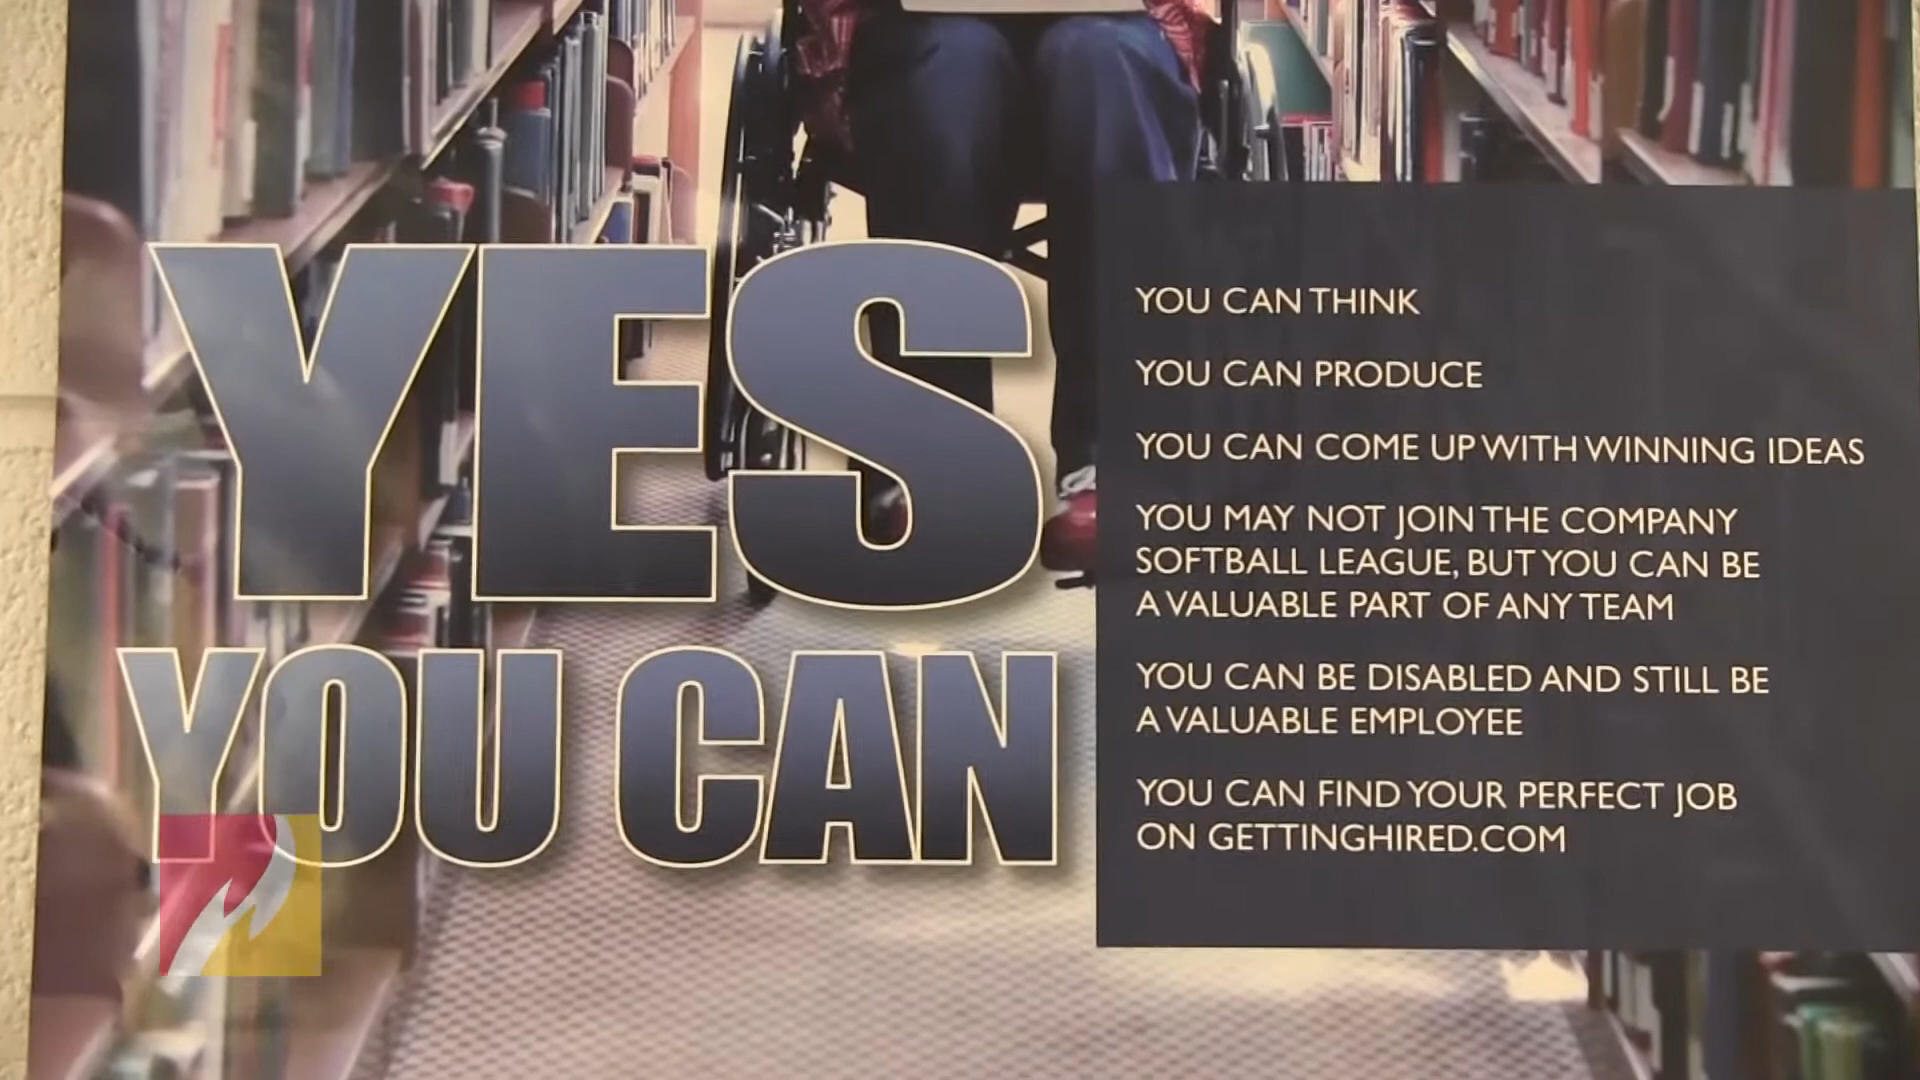 YES
YOU CAN
YOU CAN THINK
YOU CAN PRODUCE
YOU CAN COME UP WITH WINNING IDEAS
YOU MAY NOT JOIN THE COMPANY
SOFTBALL LEAGUE, BUT YOU CAN BE
A VALUABLE PART OF ANY TEAM
YOU CAN BE DISABLED AND STILL BE
A VALUABLE EMPLOYEE
YOU CAN FIND YOUR PERFECT JOB
ON GETTINGHIRED.COM